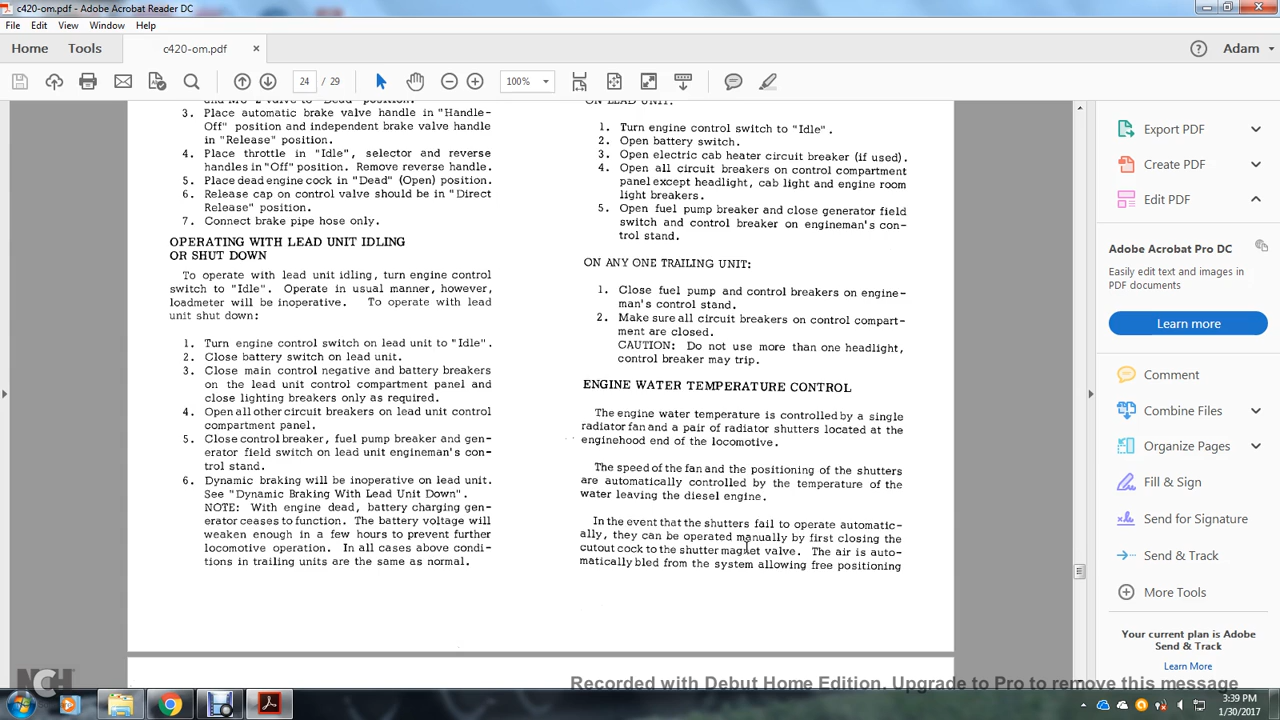 c420-om.pdf - Adobe Acrobat Reader DC
File Edit View Window Help
Home Tools c420-om.pdf × Adam
24 / 29 100%
and MU-2 valve to "Dead" position.
3. Place automatic brake valve handle in "Handle-
Off" position and independent brake valve handle
in "Release" position.
4. Place throttle in "Idle", selector and reverse
handles in "Off" position. Remove reverse handle.
5. Place dead engine cock in "Dead" (Open) position.
6. Release cap on control valve should be in "Direct
Release" position.
7. Connect brake pipe hose only.
OPERATING WITH LEAD UNIT IDLING
OR SHUT DOWN
To operate with lead unit idling, turn engine control
switch to "Idle". Operate in usual manner, however,
loadmeter will be inoperative. To operate with lead
unit shut down:
1. Turn engine control switch on lead unit to "Idle".
2. Close battery switch on lead unit.
3. Close main control negative and battery breakers
on the lead unit control compartment panel and
close lighting breakers only as required.
4. Open all other circuit breakers on lead unit control
compartment panel.
5. Close control breaker, fuel pump breaker and gen-
erator field switch on lead unit engineman's con-
trol stand.
6. Dynamic braking will be inoperative on lead unit.
See "Dynamic Braking With Lead Unit Down".
NOTE: With engine dead, battery charging gen-
erator ceases to function. The battery voltage will
weaken enough in a few hours to prevent further
locomotive operation. In all cases above condi-
tions in trailing units are the same as normal.
ON LEAD UNIT:
1. Turn engine control switch to "Idle".
2. Open battery switch.
3. Open electric cab heater circuit breaker (if used).
4. Open all circuit breakers on control compartment
panel except headlight, cab light and engine room
light breakers.
5. Open fuel pump breaker and close generator field
switch and control breaker on engineman's con-
trol stand.
ON ANY ONE TRAILING UNIT:
1. Close fuel pump and control breakers on engine-
man's control stand.
2. Make sure all circuit breakers on control compart-
ment are closed.
CAUTION: Do not use more than one headlight,
control breaker may trip.
ENGINE WATER TEMPERATURE CONTROL
The engine water temperature is controlled by a single
radiator fan and a pair of radiator shutters located at the
enginehood end of the locomotive.
The speed of the fan and the positioning of the shutters
are automatically controlled by the temperature of the
water leaving the diesel engine.
In the event that the shutters fail to operate automatic-
ally, they can be operated manually by first closing the
cutout cock to the shutter magnet valve. The air is auto-
matically bled from the system allowing free positioning
Export PDF
Create PDF
Edit PDF
Adobe Acrobat Pro DC
Easily edit text and images in
PDF documents
Learn more
Comment
Combine Files
Organize Pages
Fill & Sign
Send for Signature
Send & Track
More Tools
Your current plan is Adobe
Send & Track
Learn More
NCH
Recorded with Debut Home Edition. Upgrade to Pro to remove this message
3:39 PM
1/30/2017